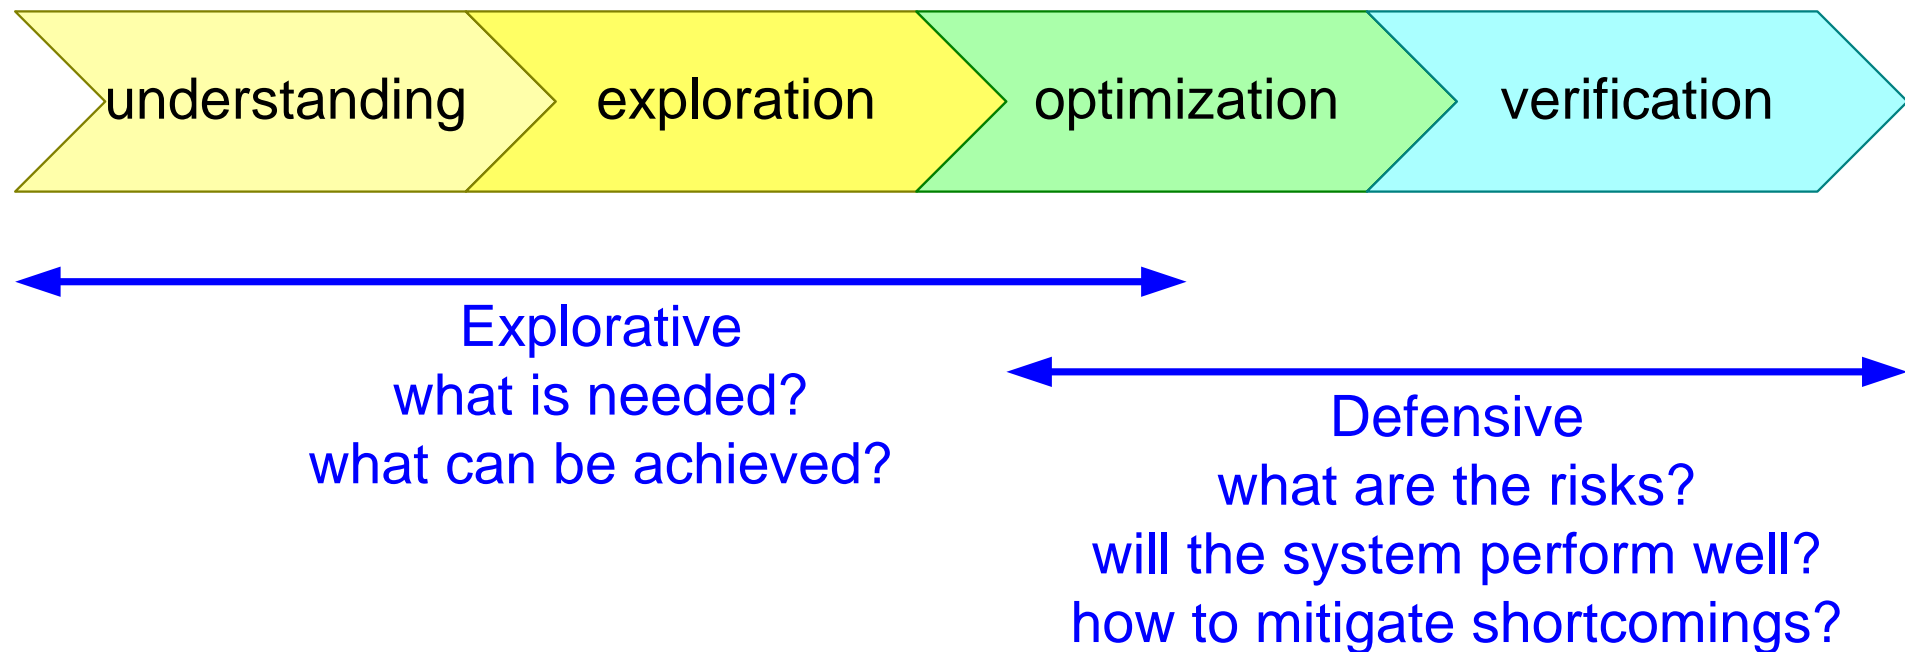 understanding exploration optimization verification
Explorative
what is needed?
what can be achieved?
Defensive
what are the risks?
will the system perform well?
how to mitigate shortcomings?